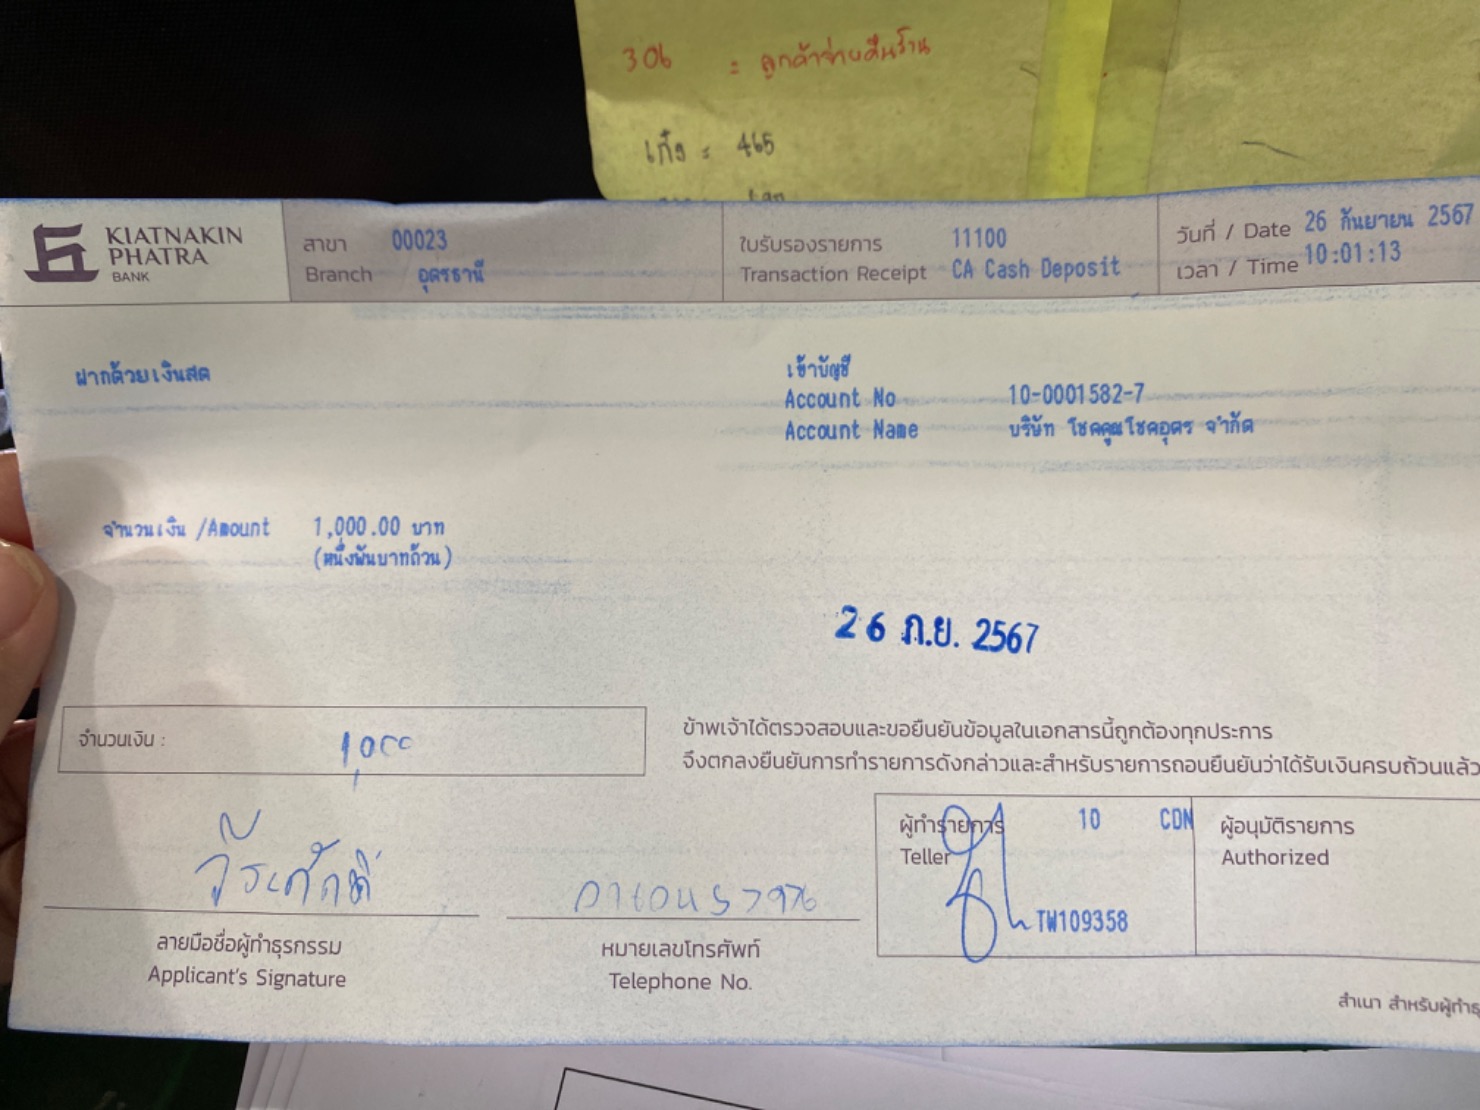 306 = ลูกค้าจ่ายคืนร้าน
เก๋ง = 465
KIATNAKIN
PHATRA
BANK
สาขา 00023
Branch อุดรธานี
ใบรับรองรายการ 11100
Transaction Receipt CA Cash Deposit
วันที่ / Date 26 กันยายน 2567
เวลา / Time 10:01:13
ฝากด้วยเงินสด
เข้าบัญชี
Account No 10-0001582-7
Account Name บริษัท โชคคูณโชคอุดร จำกัด
จำนวนเงิน /Amount 1,000.00 บาท
(หนึ่งพันบาทถ้วน)
26 ก.ย. 2567
จำนวนเงิน : 1,000
ข้าพเจ้าได้ตรวจสอบและขอยืนยันข้อมูลในเอกสารนี้ถูกต้องทุกประการ
จึงตกลงยืนยันการทำรายการดังกล่าวและสำหรับรายการถอนยืนยันว่าได้รับเงินครบถ้วนแล้ว
วีระศักดิ์
ลายมือชื่อผู้ทำธุรกรรม
Applicant's Signature
หมายเลขโทรศัพท์
Telephone No.
ผู้ทำรายการ 10 CDN
Teller
TW109358
ผู้อนุมัติรายการ
Authorized
สำเนา สำหรับผู้ทำธุ